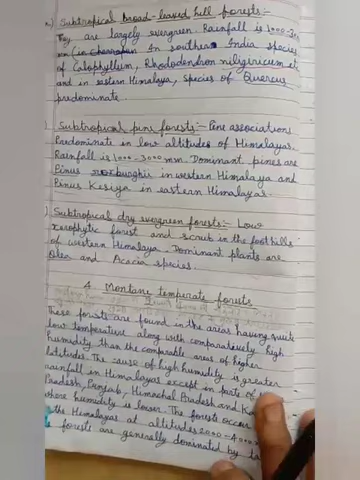 Subtropical broad-leaved hill forests:-
They are largely evergreen. Rainfall is 1000-
mm (in In southern India species
of Calophyllum, Rhododendron niligiricum etc
and in eastern Himalaya, species of Quercus
predominate.
Subtropical pine forests:- Pine associations
Predominate in low altitudes of Himalayas.
Rainfall is 1000-3000 mm. Dominant pines are
Pinus roxburghii in western Himalaya and
Pinus Kesiya in eastern Himalayas.
Subtropical dry evergreen forests:- Low
xerophytic forest and scrub in the foothills
of western Himalaya. Dominant plants are
Olea and Acacia species.
4. Montane temperate forests
These forests are found in the areas having quite
low temperature along with comparatively high
humidity than the comparable areas of higher
latitudes. The cause of high humidity is greater
rainfall in Himalayas except in parts of
Pradesh, Punjab, Himachal Pradesh and
where humidity is lower. The forests occur
the Himalayas at altitudes 2000-4000
forests are generally dominated by